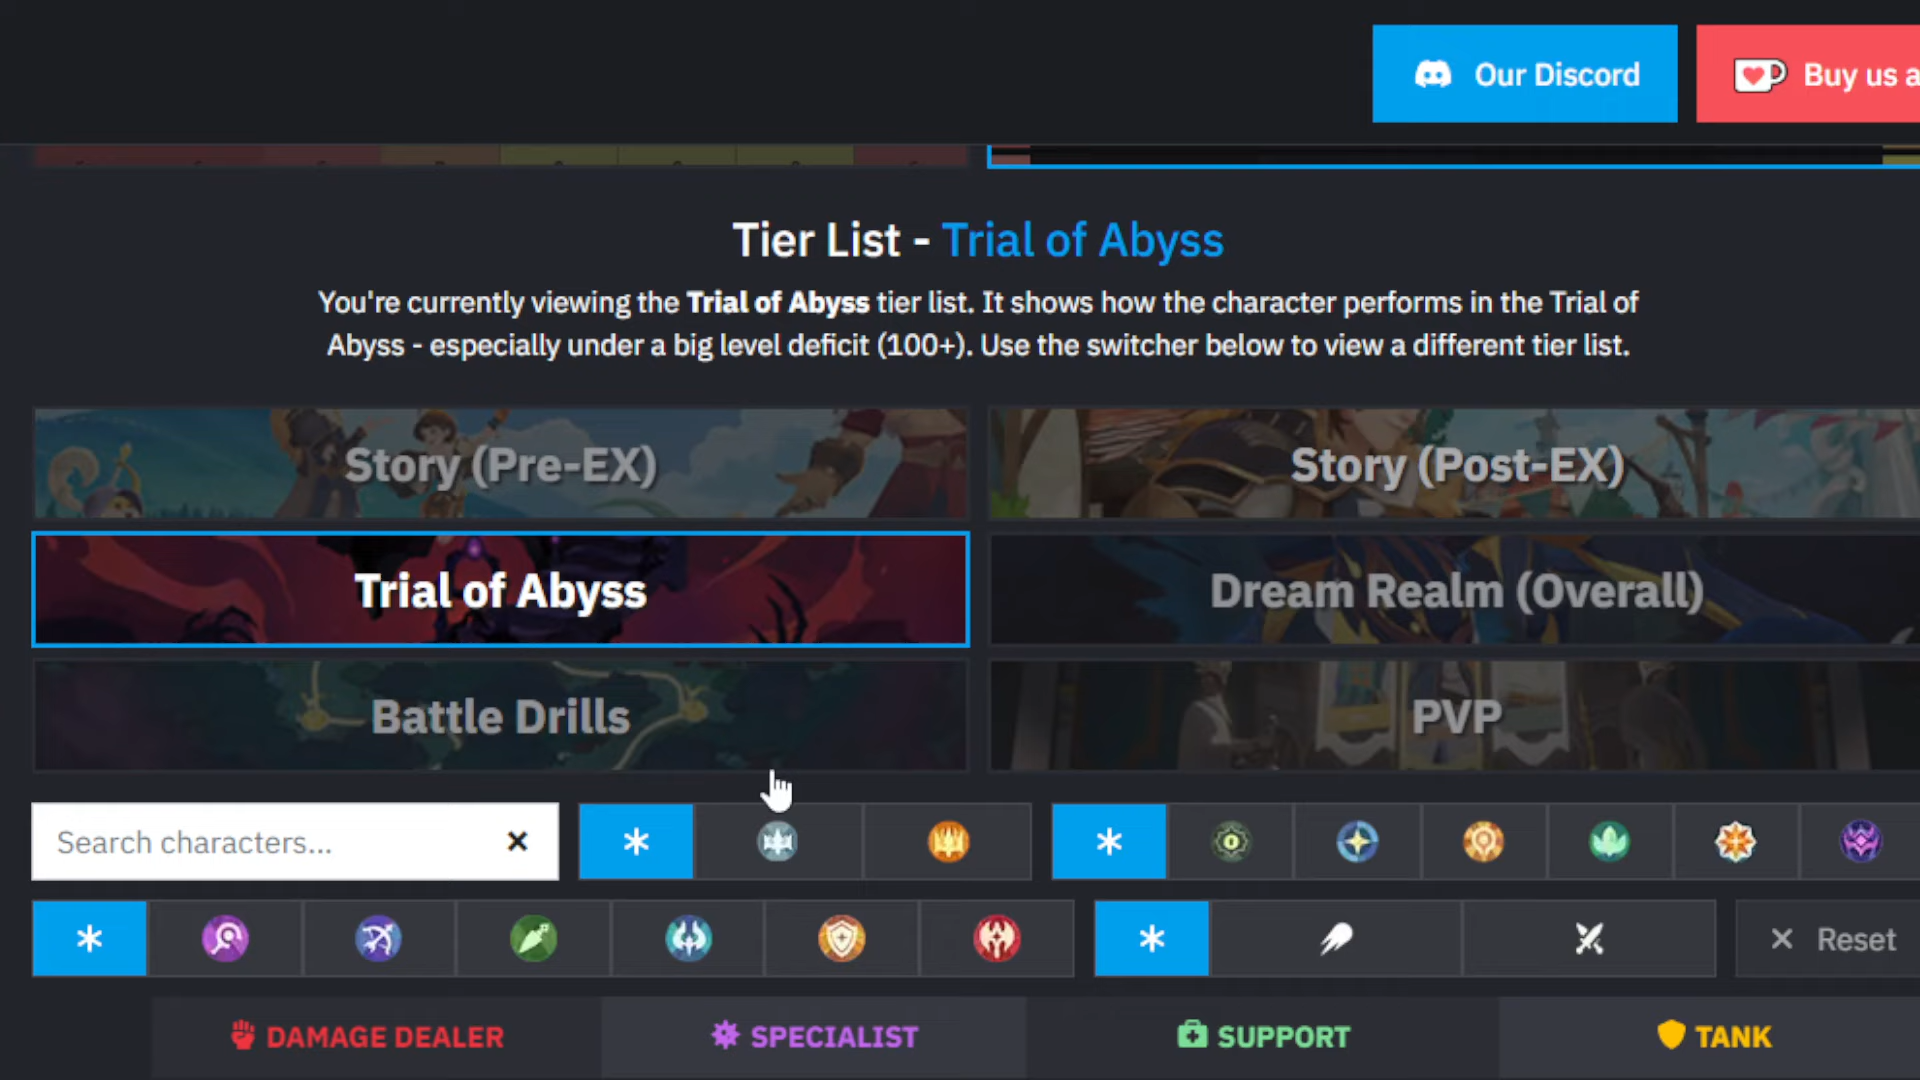 Our Discord
Buy us a
Tier List - Trial of Abyss
You're currently viewing the Trial of Abyss tier list. It shows how the character performs in the Trial of
Abyss - especially under a big level deficit (100+). Use the switcher below to view a different tier list.
Story (Pre-EX)
Story (Post-EX)
Trial of Abyss
Dream Realm (Overall)
Battle Drills
PVP
Search characters...
Reset
DAMAGE DEALER
SPECIALIST
SUPPORT
TANK